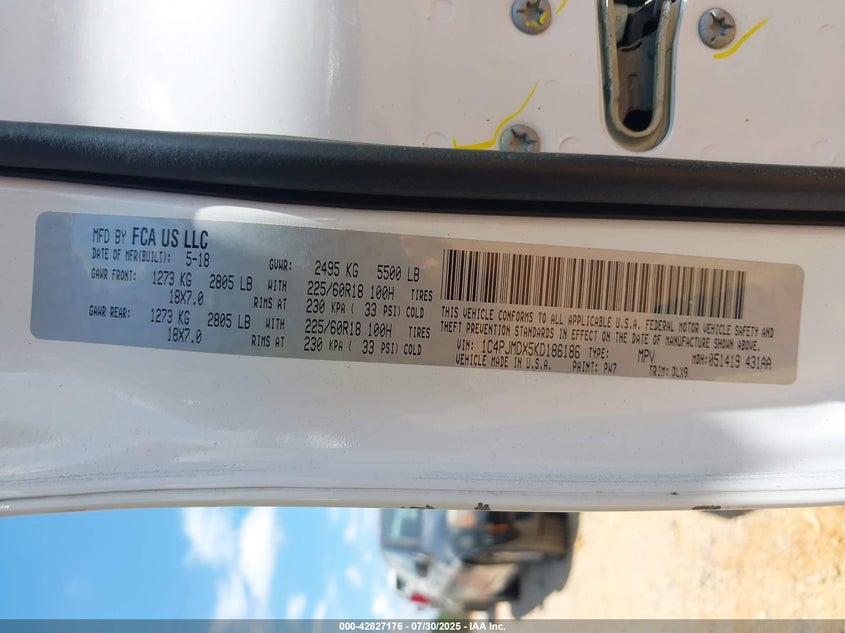 MFD BY FCA US LLC
DATE OF MFR(BUILT): 5-18 GVWR: 2495 KG 5500 LB
GAWR FRONT: 1273 KG 2805 LB WITH 225/60R18 100H TIRES
18X7.0 RIMS AT 230 KPA ( 33 PSI) COLD
GAWR REAR: 1273 KG 2805 LB WITH 225/60R18 100H TIRES
18X7.0 RIMS AT 230 KPA ( 33 PSI) COLD
THIS VEHICLE CONFORMS TO ALL APPLICABLE U.S.A. FEDERAL MOTOR VEHICLE SAFETY AND
THEFT PREVENTION STANDARDS IN EFFECT ON THE DATE OF MANUFACTURE SHOWN ABOVE.
VIN: 1C4PJMDX5KD186186 TYPE: MPV MDH: 051419 431AA
VEHICLE MADE IN U.S.A. PAINT: PW7 TRIM: DLX9
000-42827176 - 07/30/2025 - IAA Inc.